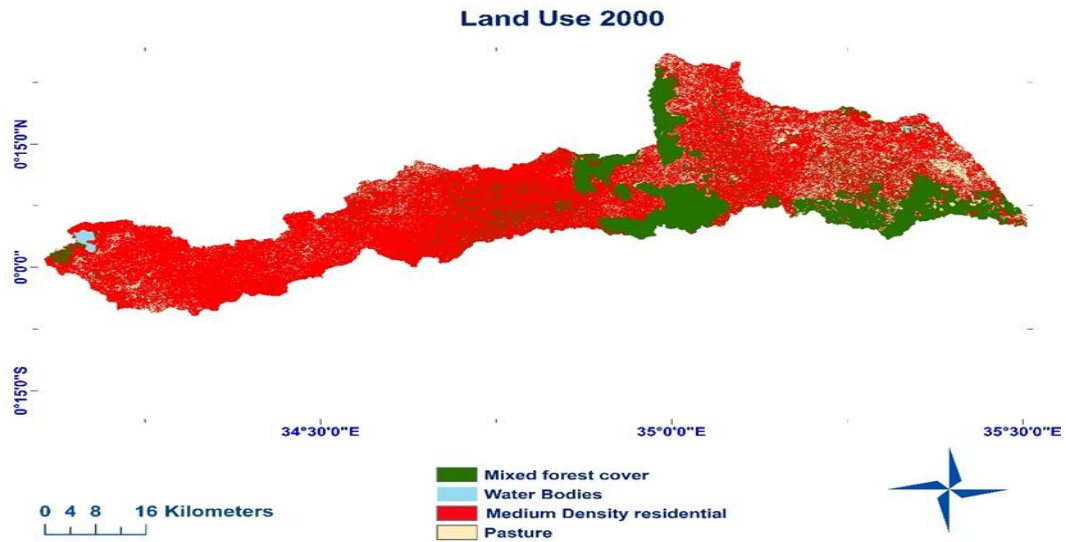 Land Use 2000
0°15'0"N
0°0'0"
0°15'0"S
34°30'0"E
35°0'0"E
35°30'0"E
Mixed forest cover
Water Bodies
Medium Density residential
Pasture
0 4 8 16 Kilometers